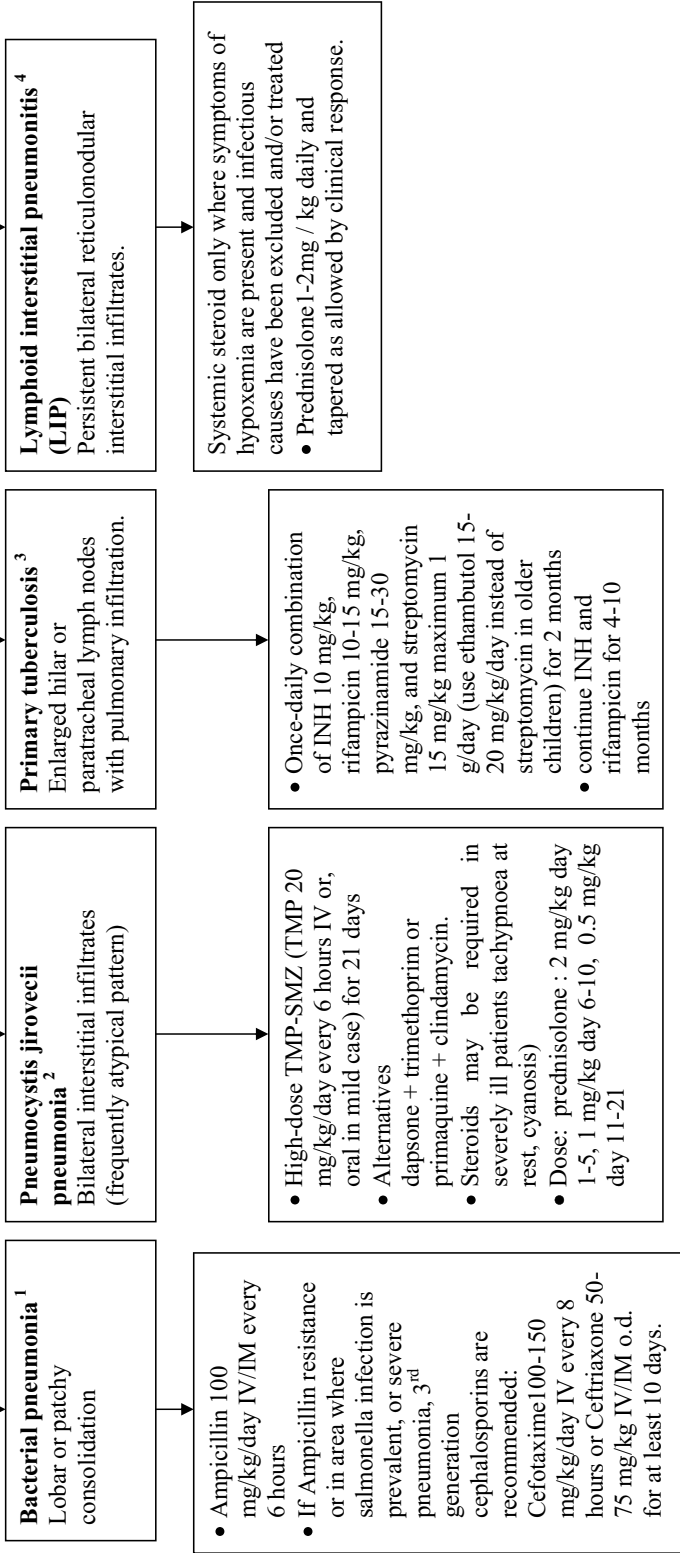 Bacterial pneumonia 1
Lobar or patchy
consolidation
• Ampicillin 100
mg/kg/day IV/IM every
6 hours
• If Ampicillin resistance
or in area where
salmonella infection is
prevalent, or severe
pneumonia, 3rd
generation
cephalosporins are
recommended:
Cefotaxime100-150
mg/kg/day IV every 8
hours or Ceftriaxone 50-
75 mg/kg IV/IM o.d.
for at least 10 days.
Pneumocystis jirovecii
pneumonia 2
Bilateral interstitial infiltrates
(frequently atypical pattern)
• High-dose TMP-SMZ (TMP 20
mg/kg/day every 6 hours IV or,
oral in mild case) for 21 days
• Alternatives
dapsone + trimethoprim or
primaquine + clindamycin.
• Steroids may be required in
severely ill patients tachypnoea at
rest, cyanosis)
• Dose: prednisolone : 2 mg/kg/day day
1-5, 1 mg/kg day 6-10, 0.5 mg/kg
day 11-21
Primary tuberculosis 3
Enlarged hilar or
paratracheal lymph nodes
with pulmonary infiltration.
• Once-daily combination
of INH 10 mg/kg,
rifampicin 10-15 mg/kg,
pyrazinamide 15-30
mg/kg, and streptomycin
15 mg/kg maximum 1
g/day (use ethambutol 15-
20 mg/kg/day instead of
streptomycin in older
children) for 2 months
• continue INH and
rifampicin for 4-10
months
Lymphoid interstitial pneumonitis 4
(LIP)
Persistent bilateral reticulonodular
interstitial infiltrates.
Systemic steroid only where symptoms of
hypoxemia are present and infectious
causes have been excluded and/or treated
• Prednisolone1-2mg / kg daily and
tapered as allowed by clinical response.